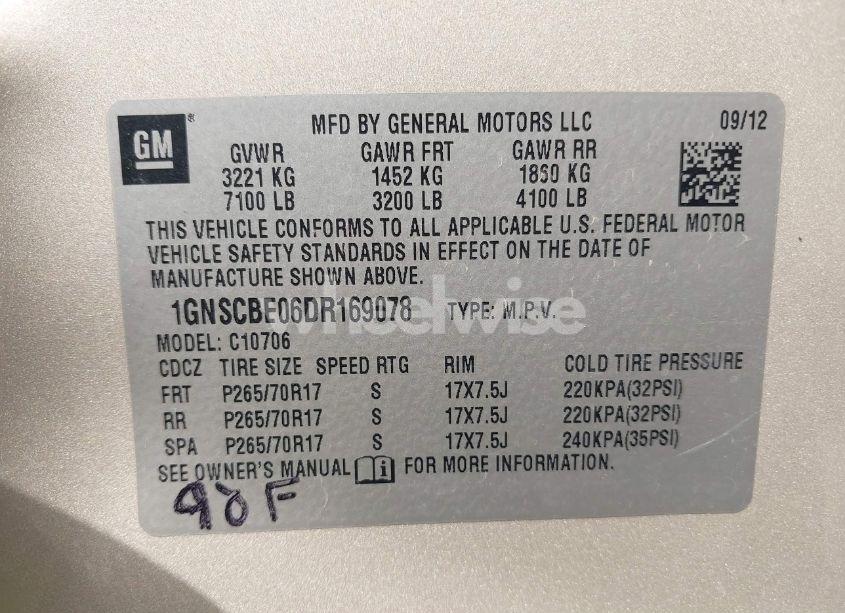 GM ® MFD BY GENERAL MOTORS LLC 09/12
GVWR GAWR FRT GAWR RR
3221 KG 1452 KG 1860 KG
7100 LB 3200 LB 4100 LB
THIS VEHICLE CONFORMS TO ALL APPLICABLE U.S. FEDERAL MOTOR
VEHICLE SAFETY STANDARDS IN EFFECT ON THE DATE OF
MANUFACTURE SHOWN ABOVE.
1GNSCBE06DR169078 TYPE: M.P.V.
wheelwise
MODEL: C10706
CDCZ TIRE SIZE SPEED RTG RIM COLD TIRE PRESSURE
FRT P265/70R17 S 17X7.5J 220KPA(32PSI)
RR P265/70R17 S 17X7.5J 220KPA(32PSI)
SPA P265/70R17 S 17X7.5J 240KPA(35PSI)
SEE OWNER'S MANUAL i FOR MORE INFORMATION.